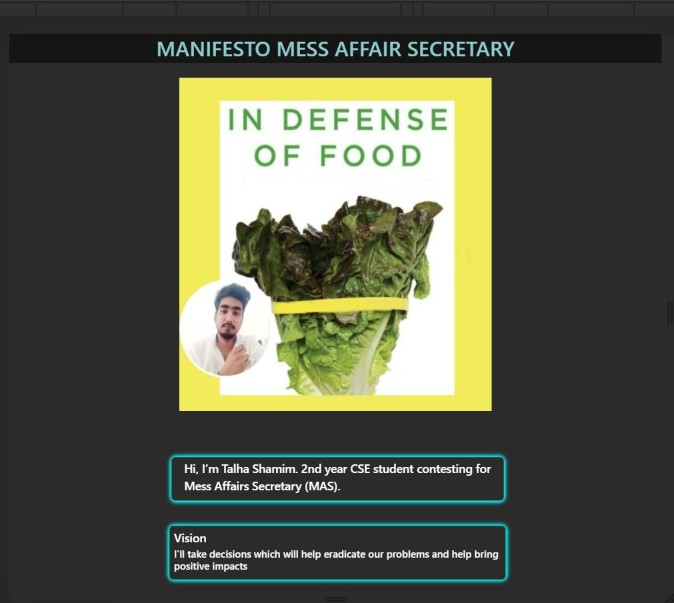 MANIFESTO MESS AFFAIR SECRETARY
IN DEFENSE
OF FOOD
Hi, I'm Talha Shamim. 2nd year CSE student contesting for
Mess Affairs Secretary (MAS).
Vision
I'll take decisions which will help eradicate our problems and help bring
positive impacts